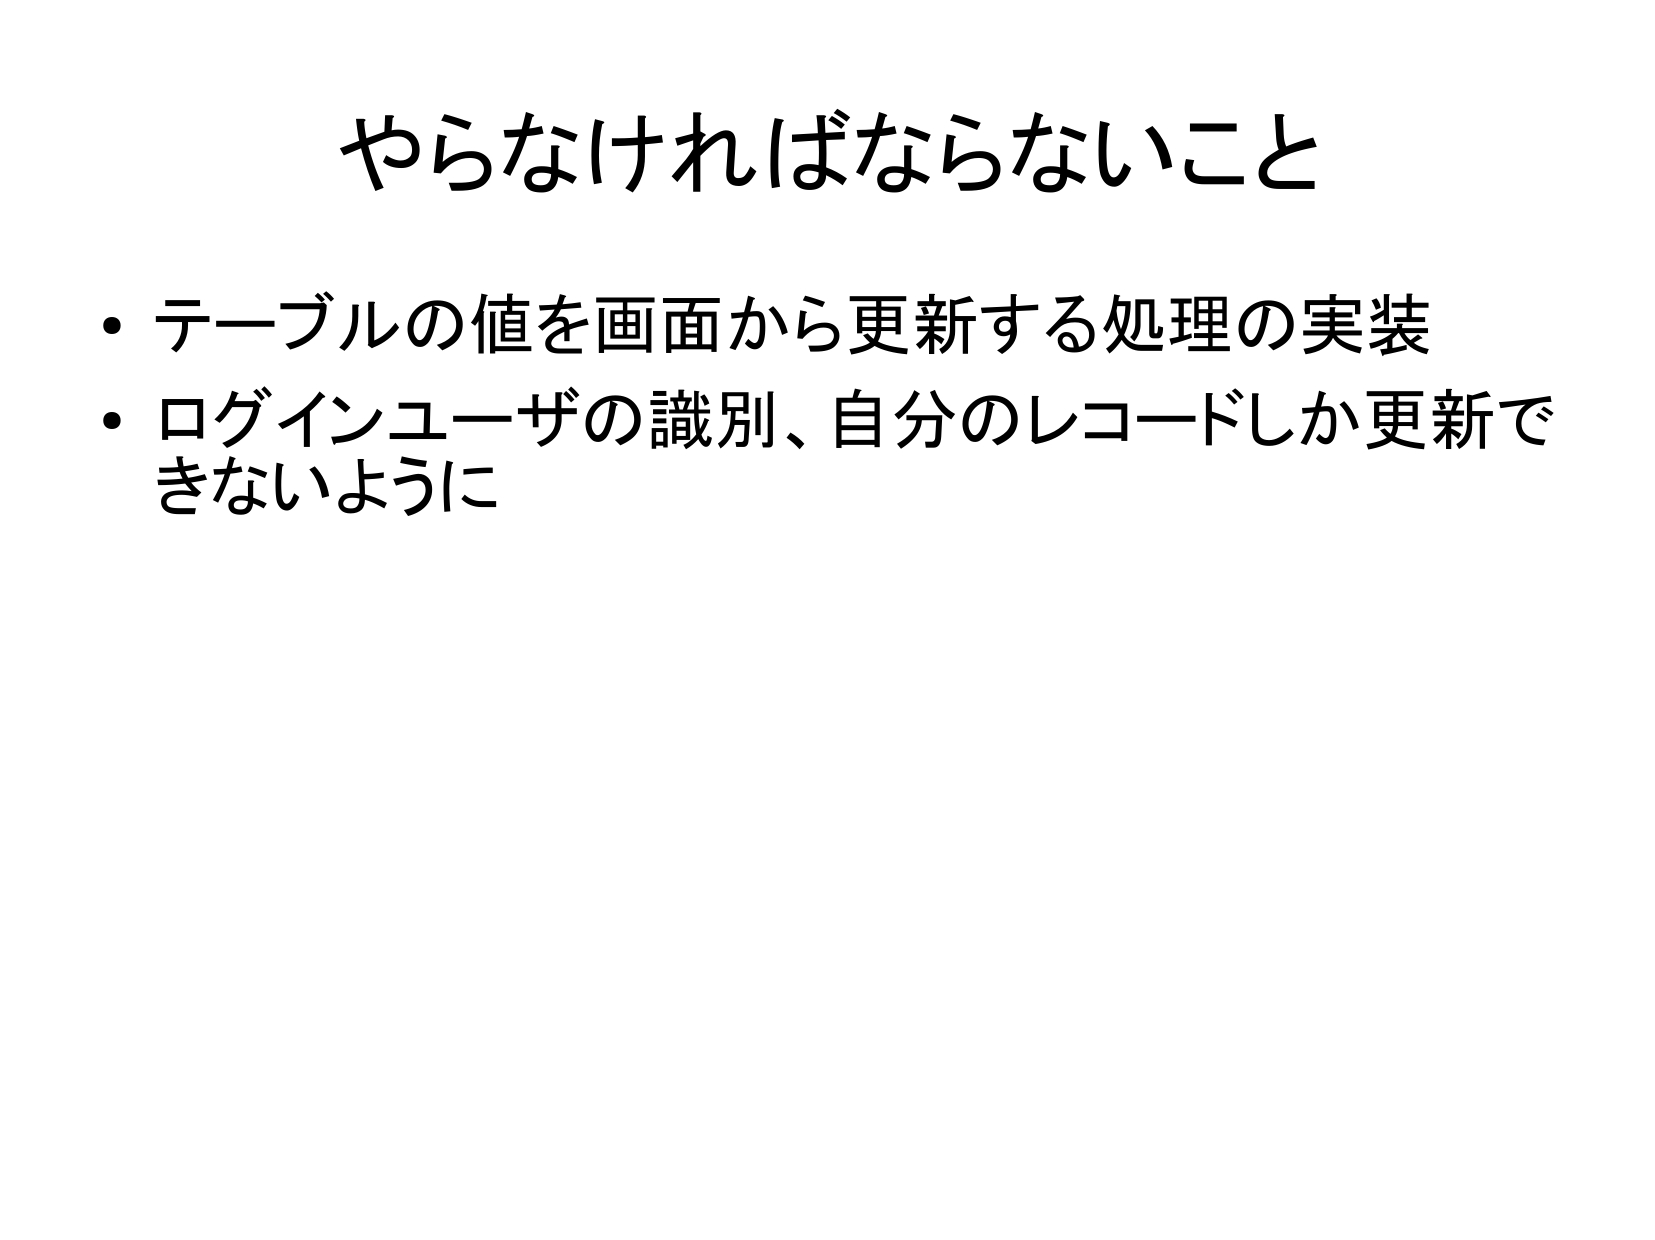 やらなければならないこと
• テーブルの値を画面から更新する処理の実装
• ログインユーザの識別、自分のレコードしか更新で
きないように